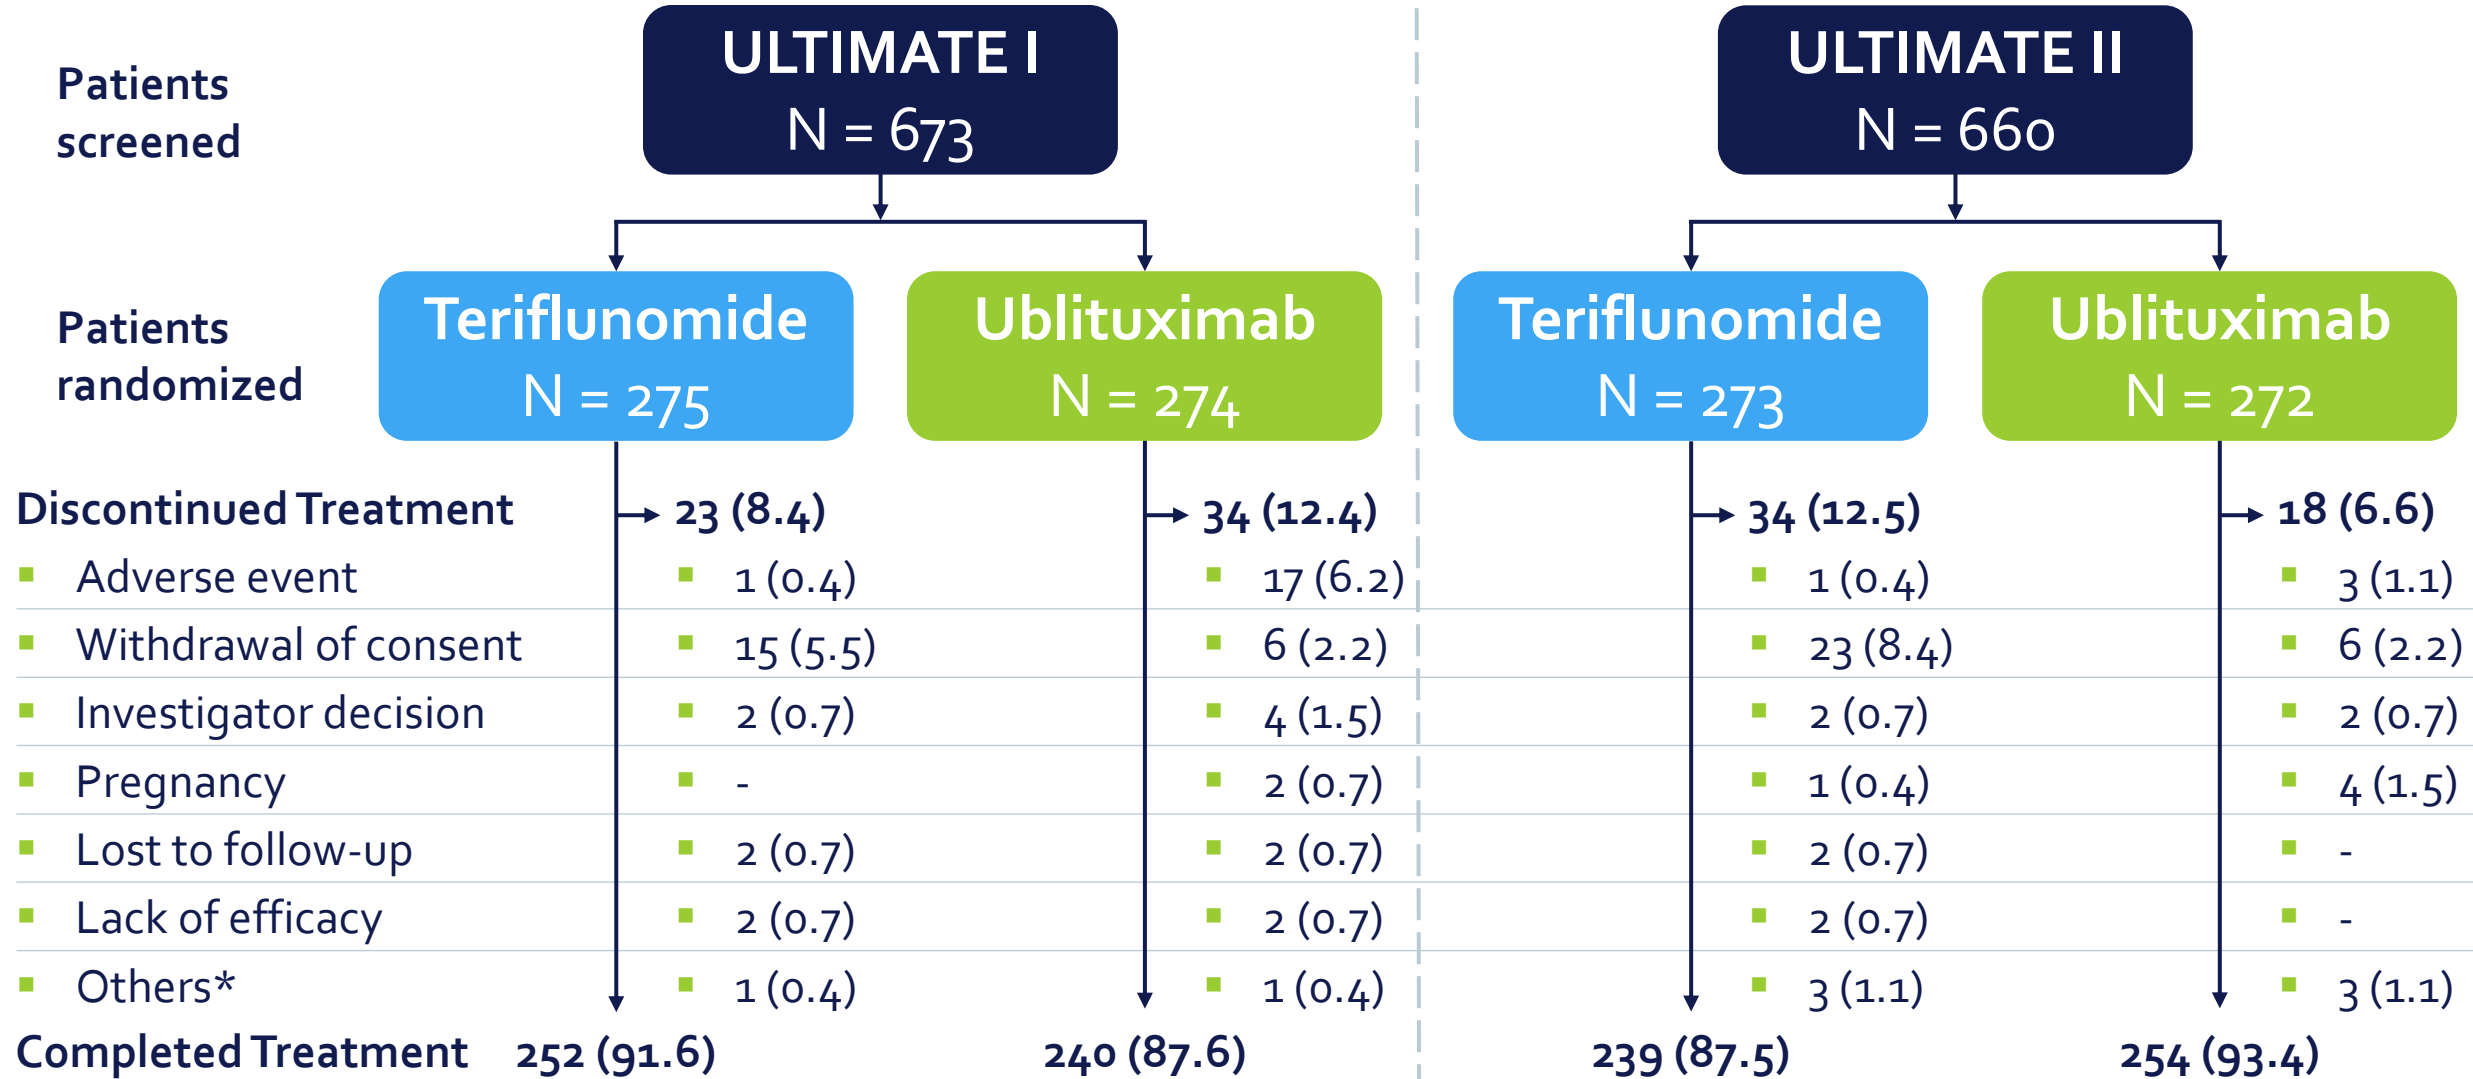 Patients
screened
ULTIMATE I
N = 673
ULTIMATE II
N = 660
Patients
randomized
Teriflunomide
N = 275
Ublituximab
N = 274
Teriflunomide
N = 273
Ublituximab
N = 272
Discontinued Treatment 23 (8.4) 34 (12.4) 34 (12.5) 18 (6.6)
▪ Adverse event ▪ 1 (0.4) ▪ 17 (6.2) ▪ 1 (0.4) ▪ 3 (1.1)
▪ Withdrawal of consent ▪ 15 (5.5) ▪ 6 (2.2) ▪ 23 (8.4) ▪ 6 (2.2)
▪ Investigator decision ▪ 2 (0.7) ▪ 4 (1.5) ▪ 2 (0.7) ▪ 2 (0.7)
▪ Pregnancy ▪ - ▪ 2 (0.7) ▪ 1 (0.4) ▪ 4 (1.5)
▪ Lost to follow-up ▪ 2 (0.7) ▪ 2 (0.7) ▪ 2 (0.7) ▪ -
▪ Lack of efficacy ▪ 2 (0.7) ▪ 2 (0.7) ▪ 2 (0.7) ▪ -
▪ Others* ▪ 1 (0.4) ▪ 1 (0.4) ▪ 3 (1.1) ▪ 3 (1.1)
Completed Treatment 252 (91.6) 240 (87.6) 239 (87.5) 254 (93.4)